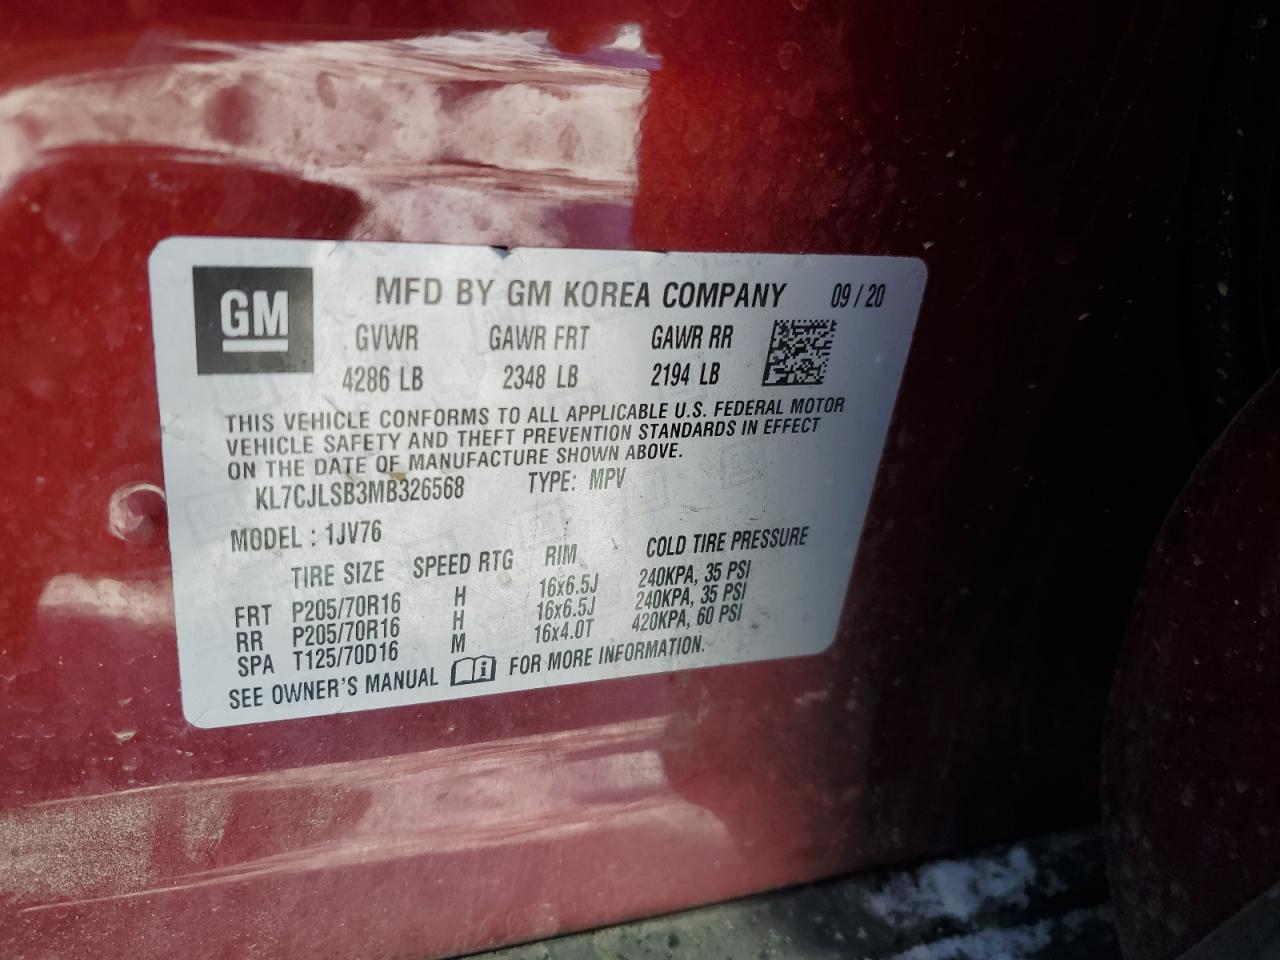 GM
MFD BY GM KOREA COMPANY 09 / 20
GVWR GAWR FRT GAWR RR
4286 LB 2348 LB 2194 LB
THIS VEHICLE CONFORMS TO ALL APPLICABLE U.S. FEDERAL MOTOR
VEHICLE SAFETY AND THEFT PREVENTION STANDARDS IN EFFECT
ON THE DATE OF MANUFACTURE SHOWN ABOVE.
KL7CJLSB3MB326568 TYPE: MPV
MODEL : 1JV76
TIRE SIZE SPEED RTG RIM COLD TIRE PRESSURE
FRT P205/70R16 H 16x6.5J 240KPA, 35 PSI
RR P205/70R16 H 16x6.5J 240KPA, 35 PSI
SPA T125/70D16 M 16x4.0T 420KPA, 60 PSI
SEE OWNER'S MANUAL i FOR MORE INFORMATION.